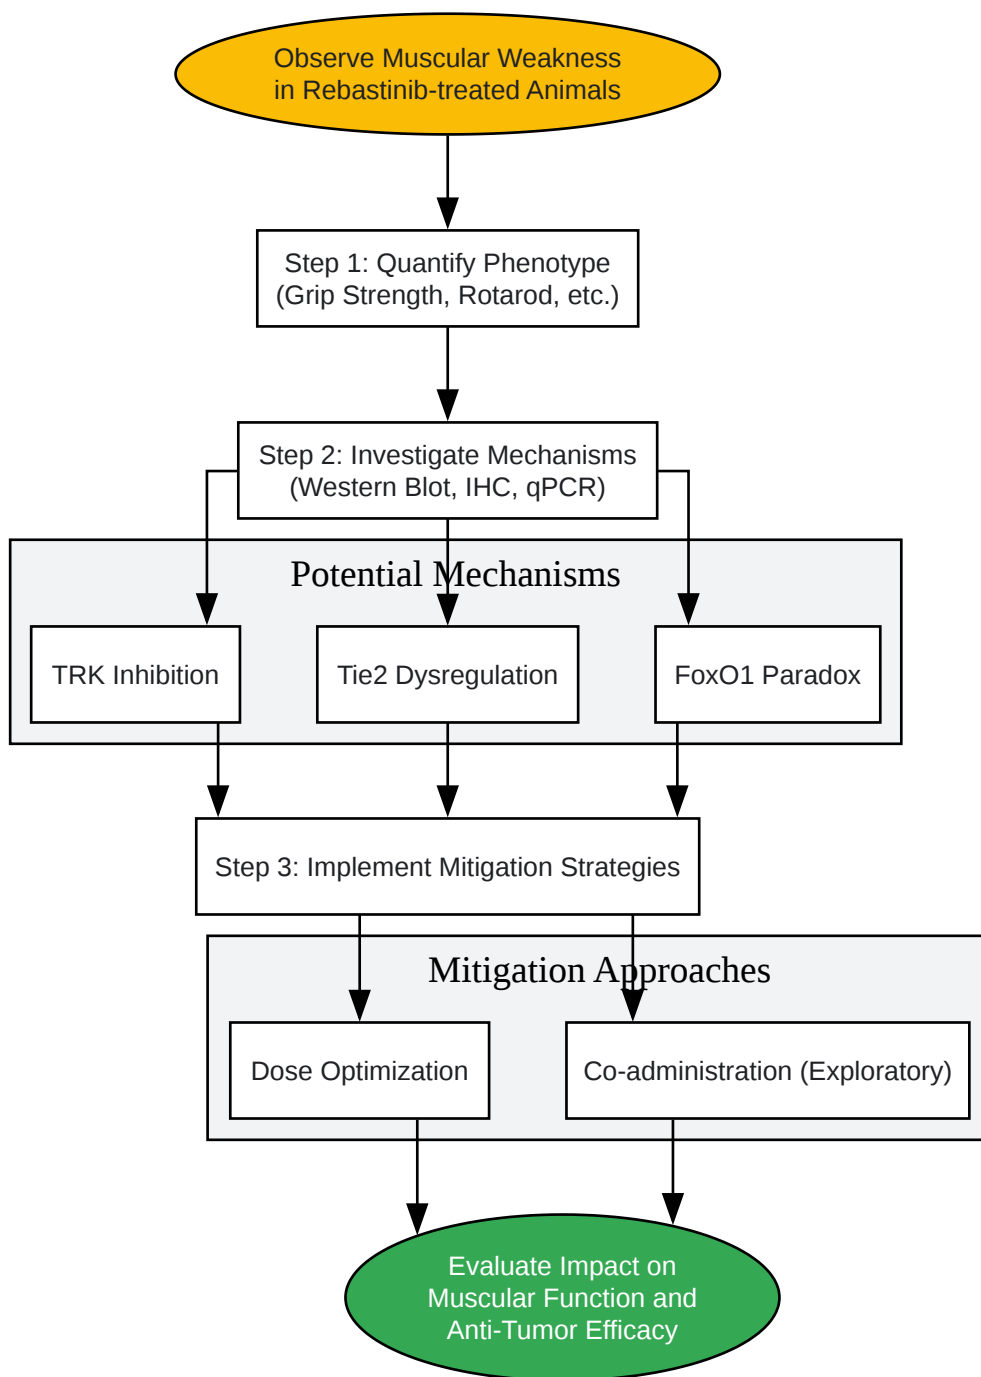 Observe Muscular Weakness
in Rebastinib-treated Animals
Step 1: Quantify Phenotype
(Grip Strength, Rotarod, etc.)
Step 2: Investigate Mechanisms
(Western Blot, IHC, qPCR)
Potential Mechanisms
TRK Inhibition
Tie2 Dysregulation
FoxO1 Paradox
Step 3: Implement Mitigation Strategies
Mitigation Approaches
Dose Optimization
Co-administration (Exploratory)
Evaluate Impact on
Muscular Function and
Anti-Tumor Efficacy